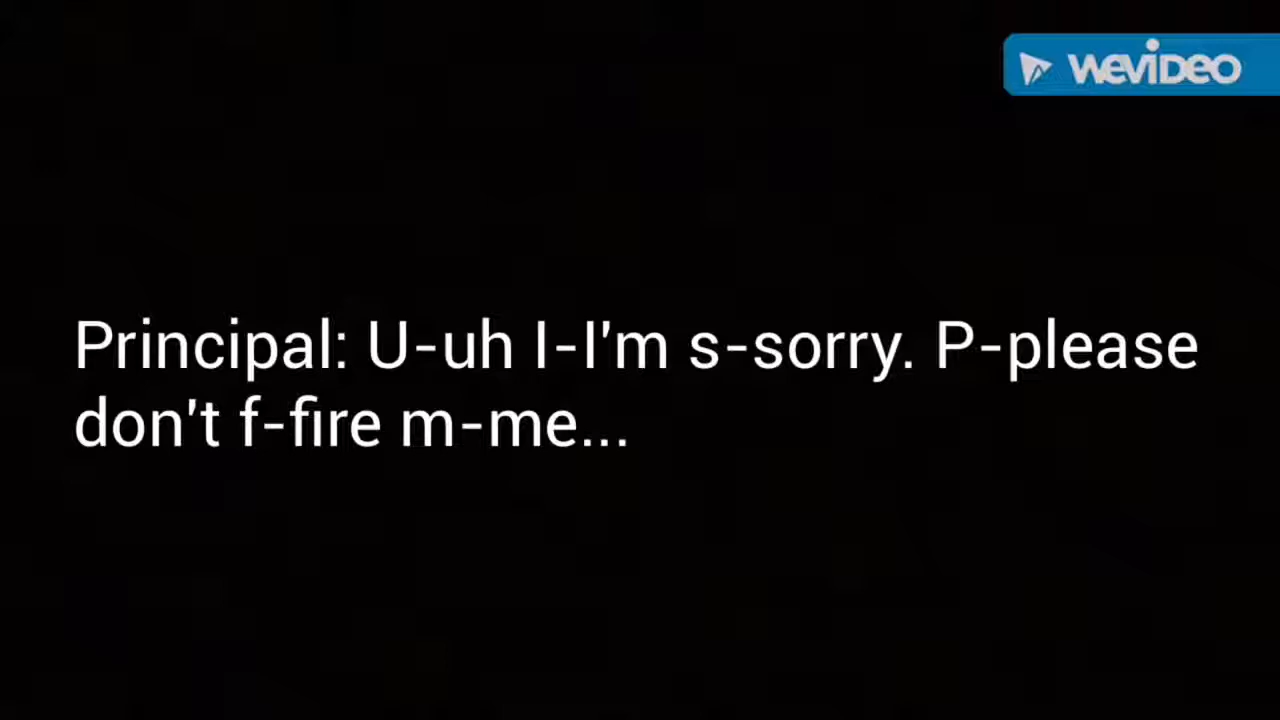 WEVIDEO
Principal: U-uh I-I'm s-sorry. P-please
don't f-fire m-me...